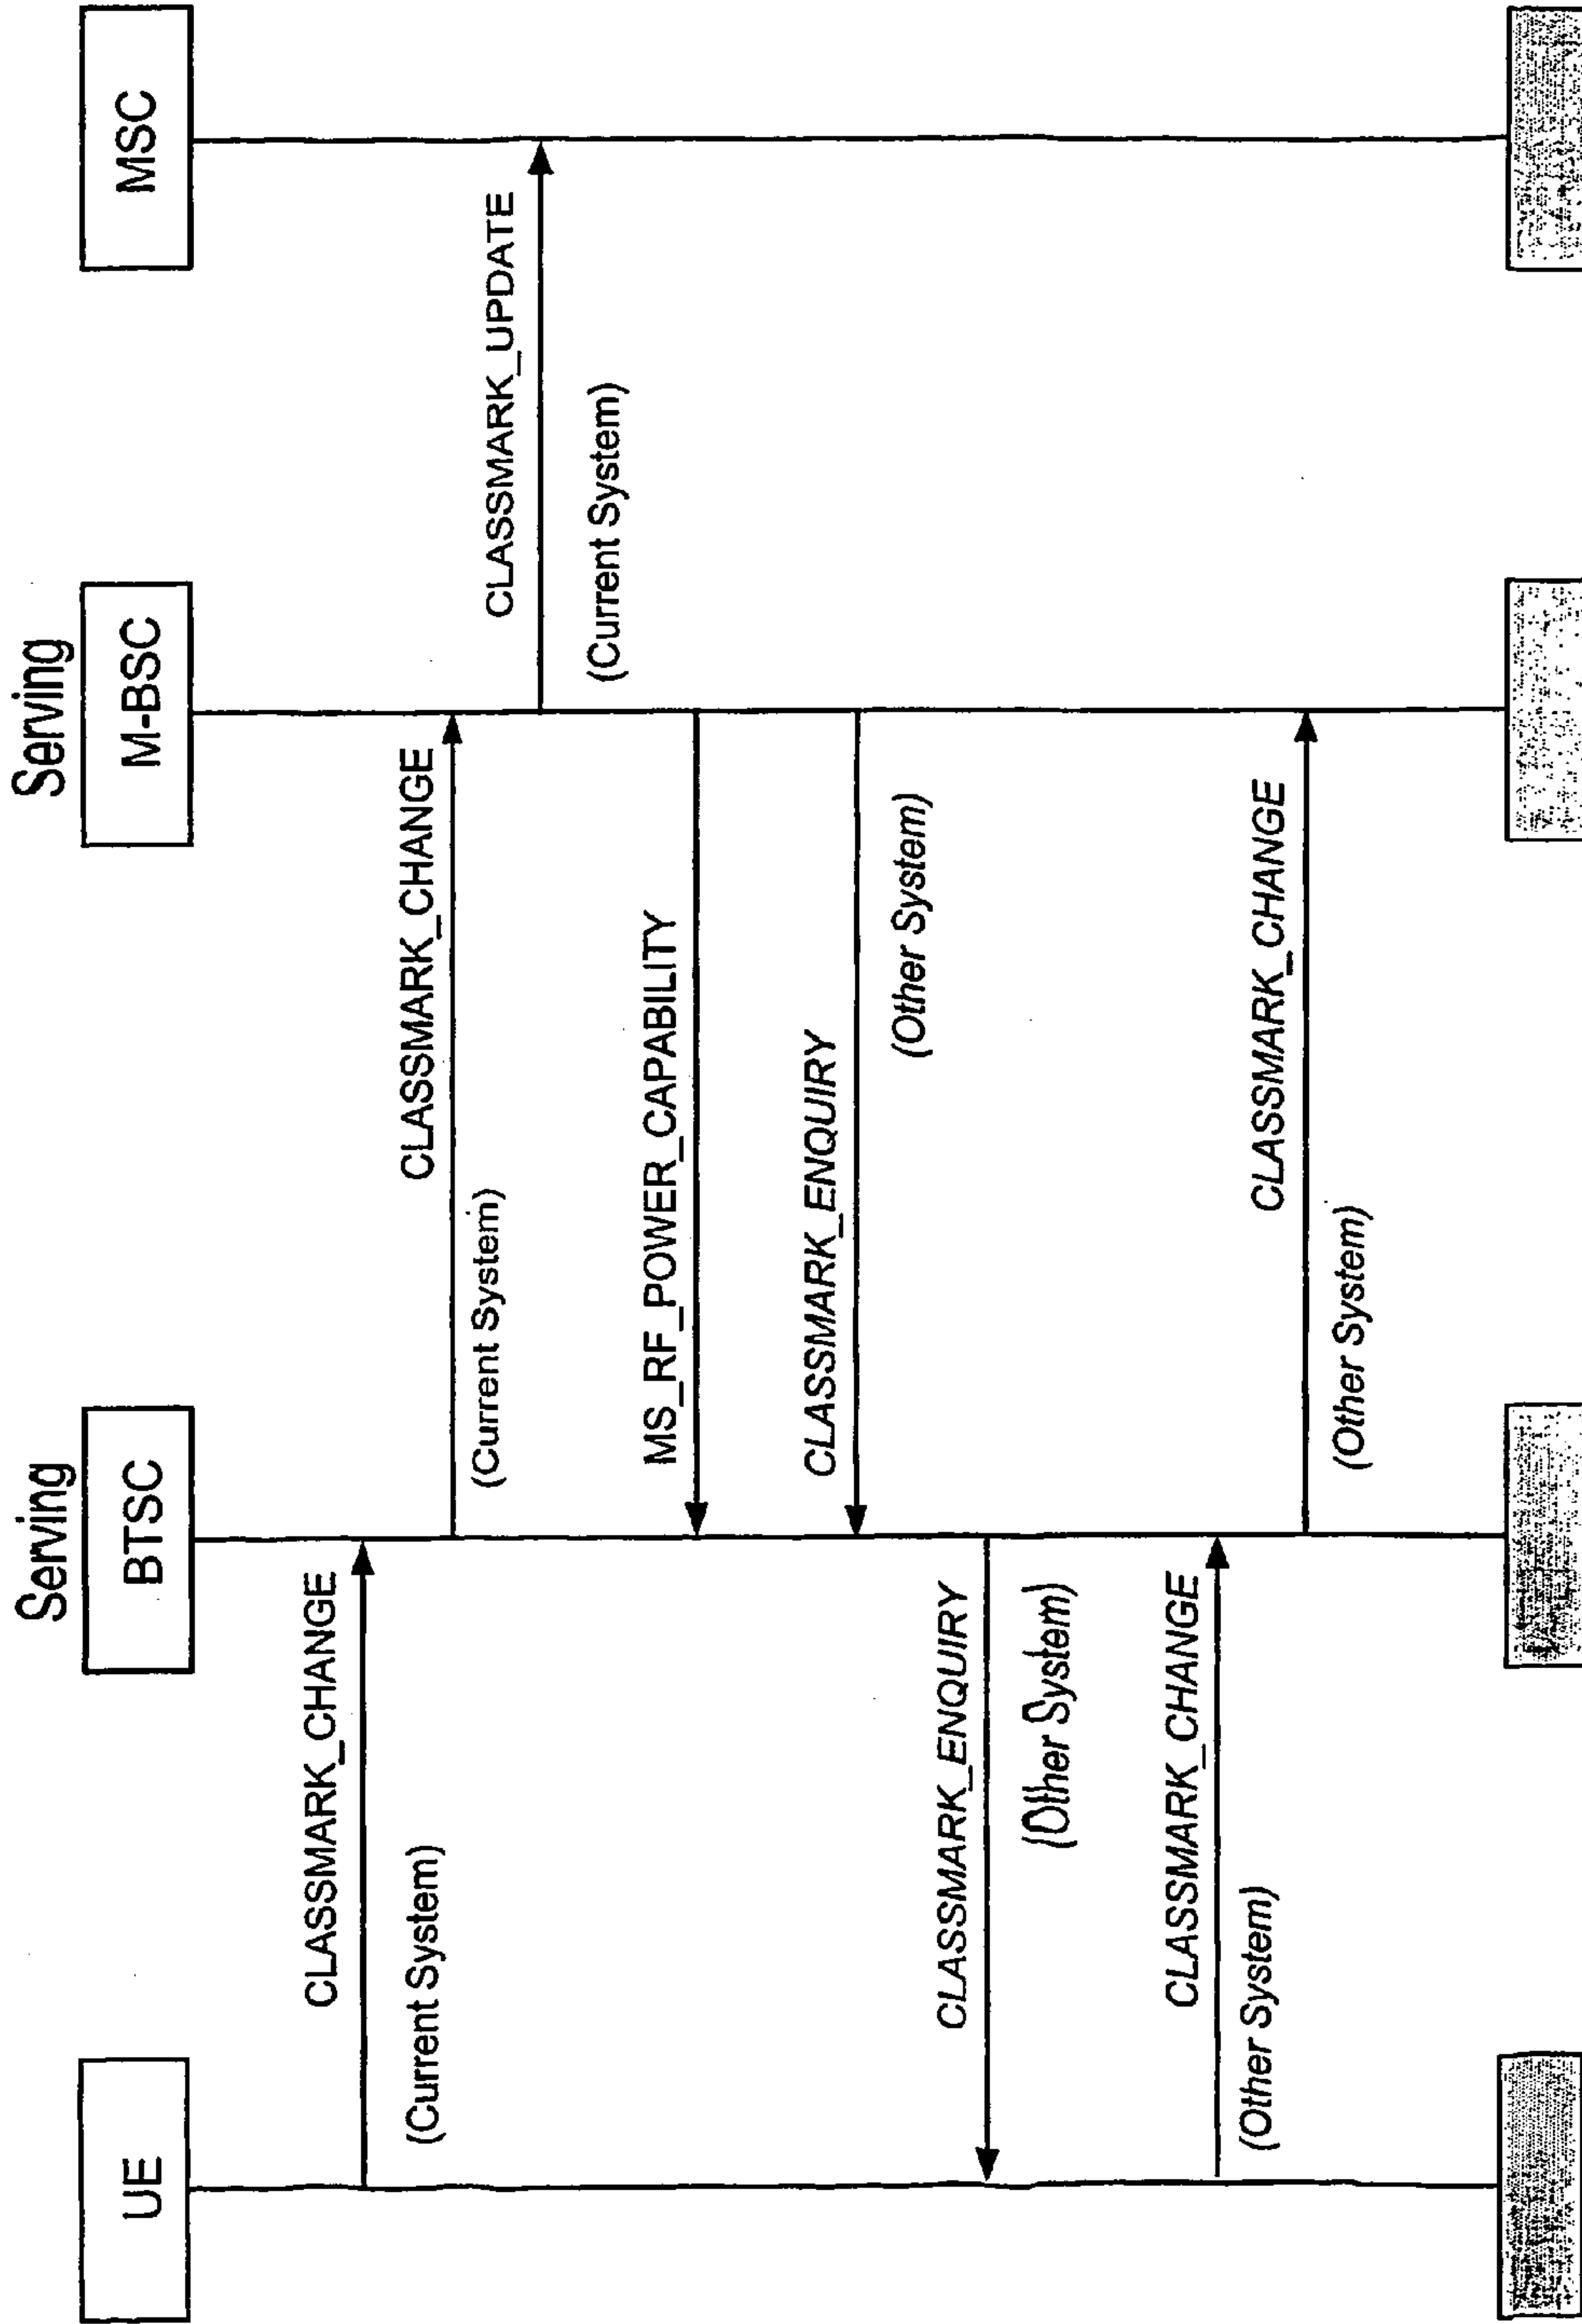 Serving
Serving
UE
BTSC
M-BSC
MSC
CLASSMARK_CHANGE
(Current System)
CLASSMARK_CHANGE
(Current System)
CLASSMARK_UPDATE
(Current System)
MS_RF_POWER_CAPABILITY
CLASSMARK_ENQUIRY
(Other System)
CLASSMARK_ENQUIRY
(Other System)
CLASSMARK_CHANGE
(Other System)
CLASSMARK_CHANGE
(Other System)